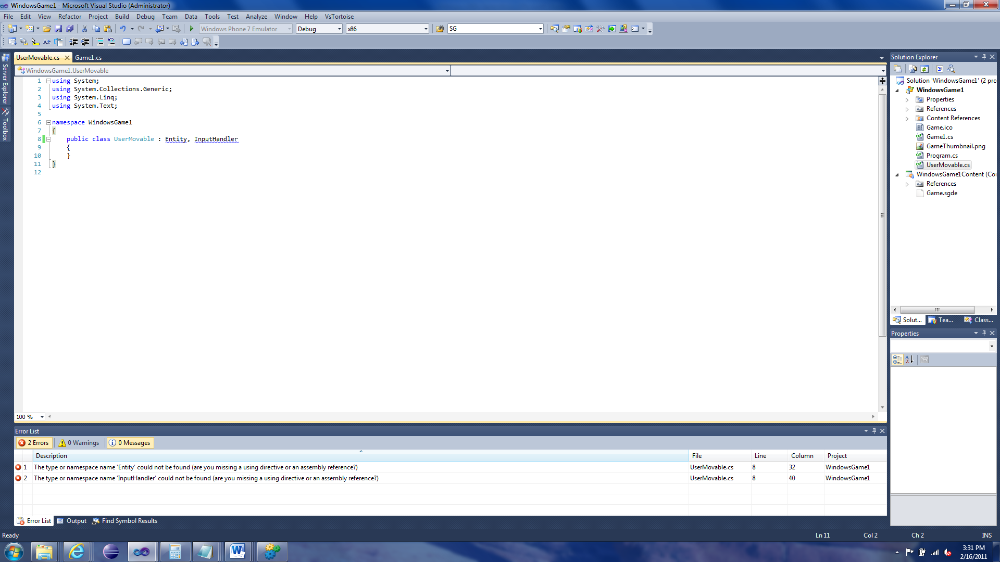 WindowsGame1 - Microsoft Visual Studio (Administrator)
File Edit View Refactor Project Build Debug Team Data Tools Test Analyze Window Help VsTortoise
Windows Phone 7 Emulator Debug x86 SG
UserMovable.cs Game1.cs
WindowsGame1.UserMovable
Server Explorer
Toolbox
1 using System;
2 using System.Collections.Generic;
3 using System.Linq;
4 using System.Text;
5
6 namespace WindowsGame1
7 {
8 public class UserMovable : Entity, InputHandler
9 {
10 }
11 }
12
100 %
Solution Explorer
Solution 'WindowsGame1' (2 pro
WindowsGame1
Properties
References
Content References
Game.ico
Game1.cs
GameThumbnail.png
Program.cs
UserMovable.cs
WindowsGame1Content (Co
References
Game.sgde
Solut... Tea... Class...
Properties
Error List
2 Errors 0 Warnings 0 Messages
Description File Line Column Project
1 The type or namespace name 'Entity' could not be found (are you missing a using directive or an assembly reference?) UserMovable.cs 8 32 WindowsGame1
2 The type or namespace name 'InputHandler' could not be found (are you missing a using directive or an assembly reference?) UserMovable.cs 8 40 WindowsGame1
Error List Output Find Symbol Results
Ready Ln 11 Col 2 Ch 2 INS
3:31 PM
2/16/2011